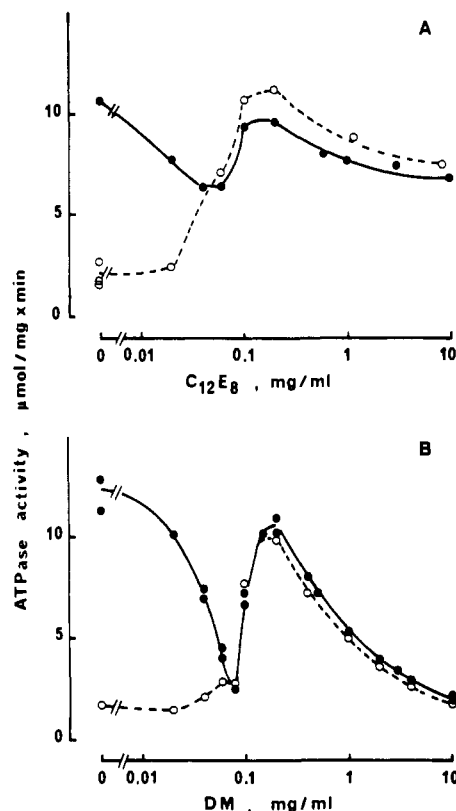 A
10
5
0
0 0.01 0.1 1 10
C12E8 , mg/ml
ATPase activity , μmol/mg x min
B
10
5
0
0 0.01 0.1 1 10
DM , mg/ml